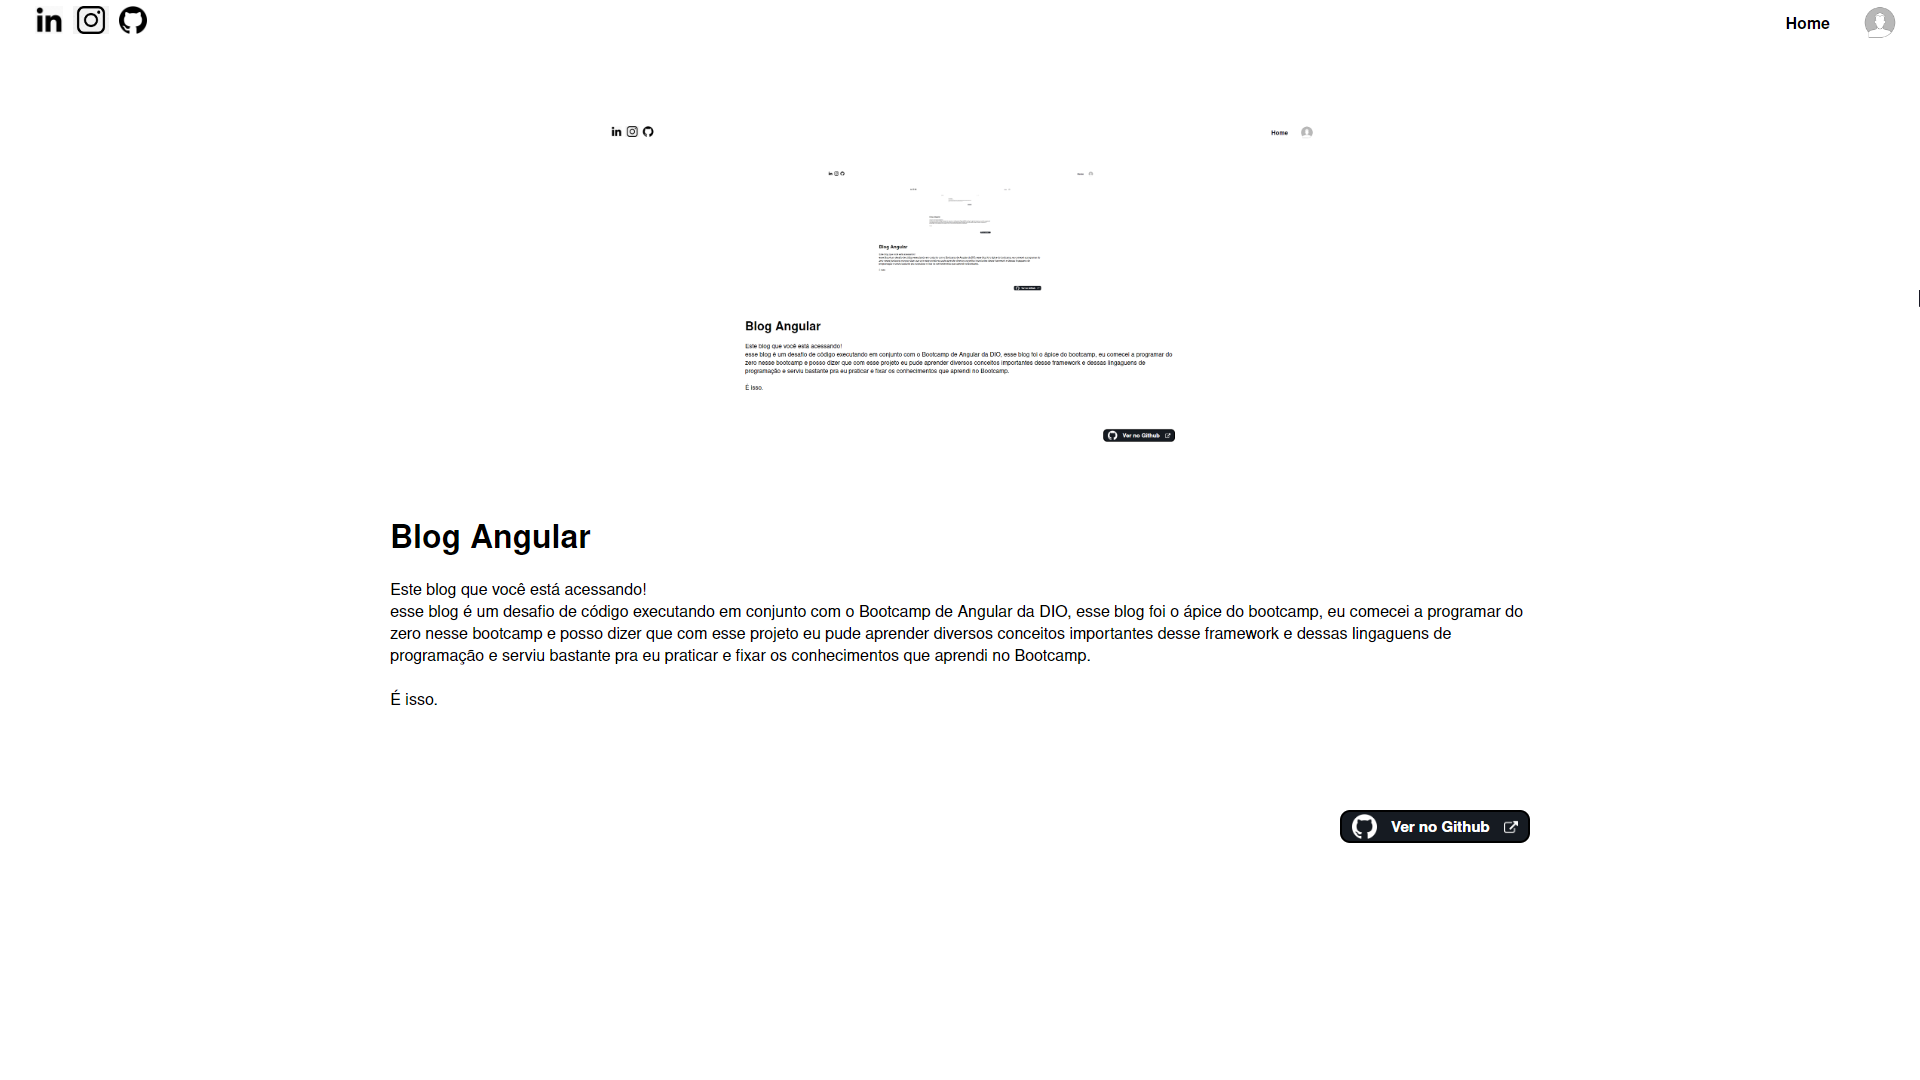 Home
Home
Blog Angular
Blog Angular
Este blog que você está acessando!
esse blog é um desafio de código executando em conjunto com o Bootcamp de Angular da DIO, esse blog foi o ápice do bootcamp, eu comecei a programar do
zero nesse bootcamp e posso dizer que com esse projeto eu pude aprender diversos conceitos importantes desse framework e dessas lingaguens de
programação e serviu bastante pra eu praticar e fixar os conhecimentos que aprendi no Bootcamp.
É isso.
Ver no Github
Blog Angular
Este blog que você está acessando!
esse blog é um desafio de código executando em conjunto com o Bootcamp de Angular da DIO, esse blog foi o ápice do bootcamp, eu comecei a programar do
zero nesse bootcamp e posso dizer que com esse projeto eu pude aprender diversos conceitos importantes desse framework e dessas lingaguens de
programação e serviu bastante pra eu praticar e fixar os conhecimentos que aprendi no Bootcamp.
É isso.
Ver no Github